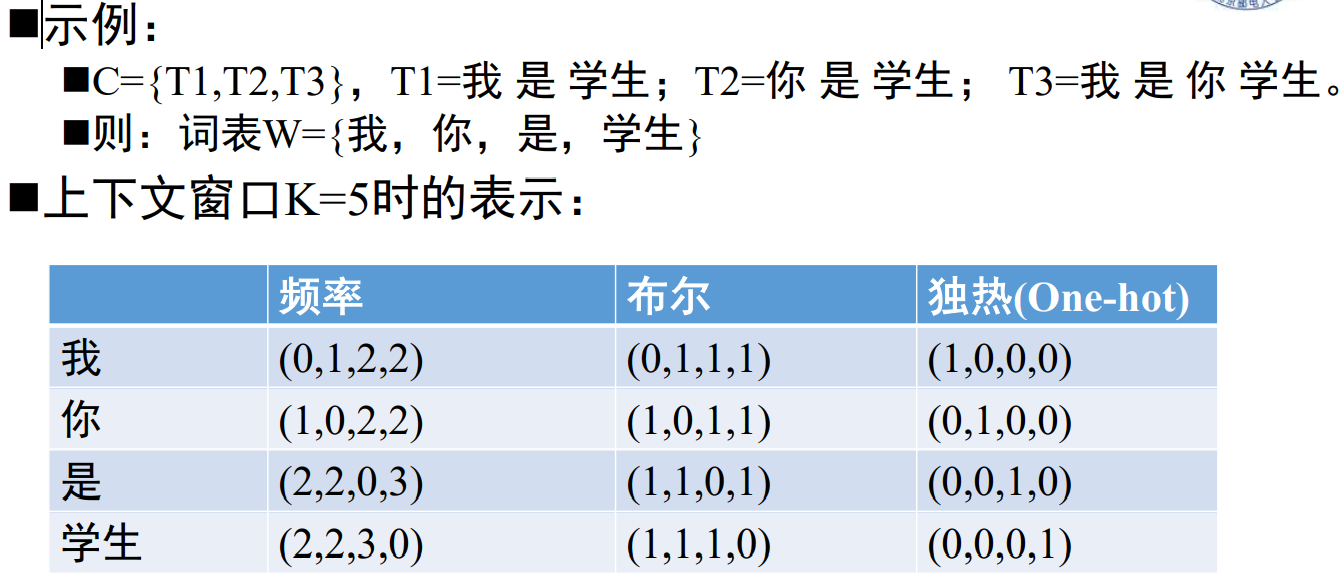 ■示例：
■C={T1,T2,T3}，T1=我 是 学生；T2=你 是 学生； T3=我 是 你 学生。
■则：词表W={我，你，是，学生}
■上下文窗口K=5时的表示：
频率 布尔 独热(One-hot)
我 (0,1,2,2) (0,1,1,1) (1,0,0,0)
你 (1,0,2,2) (1,0,1,1) (0,1,0,0)
是 (2,2,0,3) (1,1,0,1) (0,0,1,0)
学生 (2,2,3,0) (1,1,1,0) (0,0,0,1)